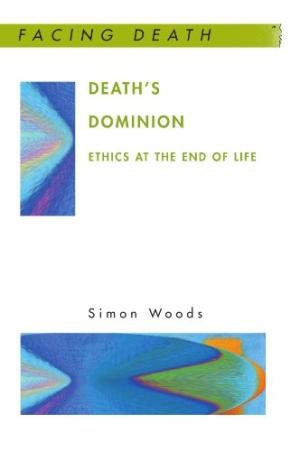 FACING DEATH
DEATH'S
DOMINION
ETHICS AT THE END OF LIFE
Simon Woods